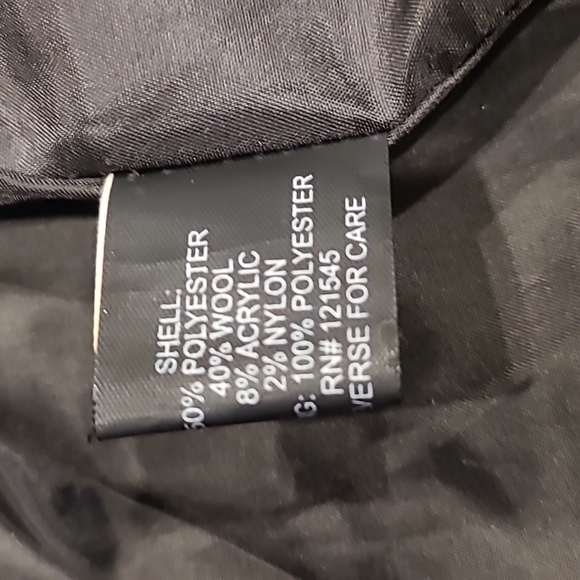 SHELL:
50% POLYESTER
40% WOOL
8% ACRYLIC
2% NYLON
G: 100% POLYESTER
RN# 121545
VERSE FOR CARE